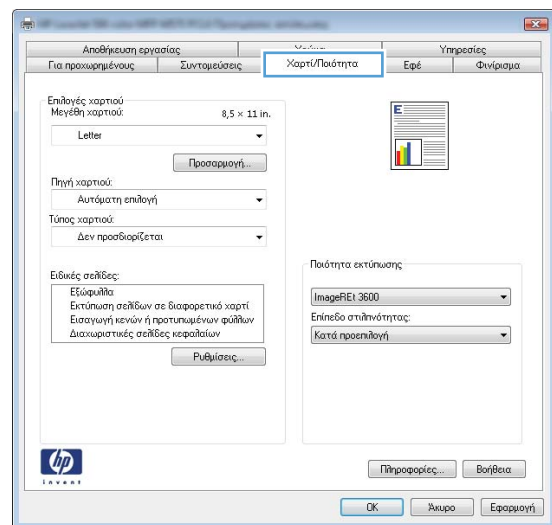 Αποθήκευση εργασίας
Χρώμα
Υπηρεσίες
Για προχωρημένους
Συντομεύσεις
Χαρτί/Ποιότητα
Εφέ
Φινίρισμα
Επιλογές χαρτιού
Μεγέθη χαρτιού:
8,5 × 11 in.
Letter
Προσαρμογή...
Πηγή χαρτιού:
Αυτόματη επιλογή
Τύπος χαρτιού:
Δεν προσδιορίζεται
Ειδικές σελίδες:
Εξώφυλλα
Εκτύπωση σελίδων σε διαφορετικό χαρτί
Εισαγωγή κενών ή προτυπωμένων φύλλων
Διαχωριστικές σελίδες κεφαλαίων
Ρυθμίσεις...
E
Ποιότητα εκτύπωσης
ImageREt 3600
Επίπεδο στιλπνότητας:
Κατά προεπιλογή
hp
invent
Πληροφορίες...
Βοήθεια
OK
Άκυρο
Εφαρμογή